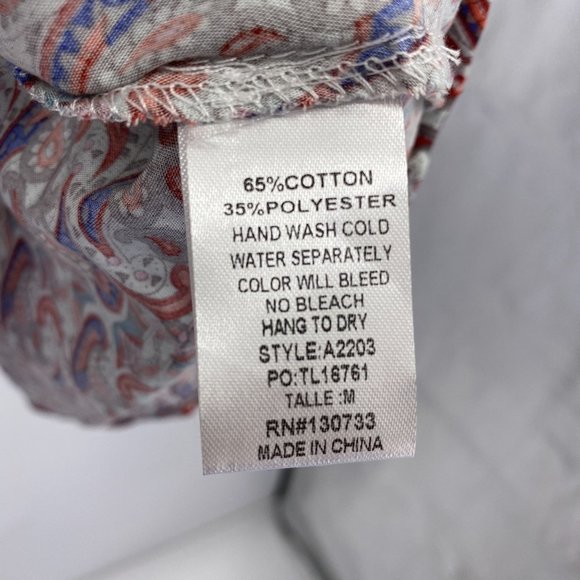 65%COTTON
35%POLYESTER
HAND WASH COLD
WATER SEPARATELY
COLOR WILL BLEED
NO BLEACH
HANG TO DRY
STYLE:A2203
PO:TL16761
TALLE :M
RN#130733
MADE IN CHINA